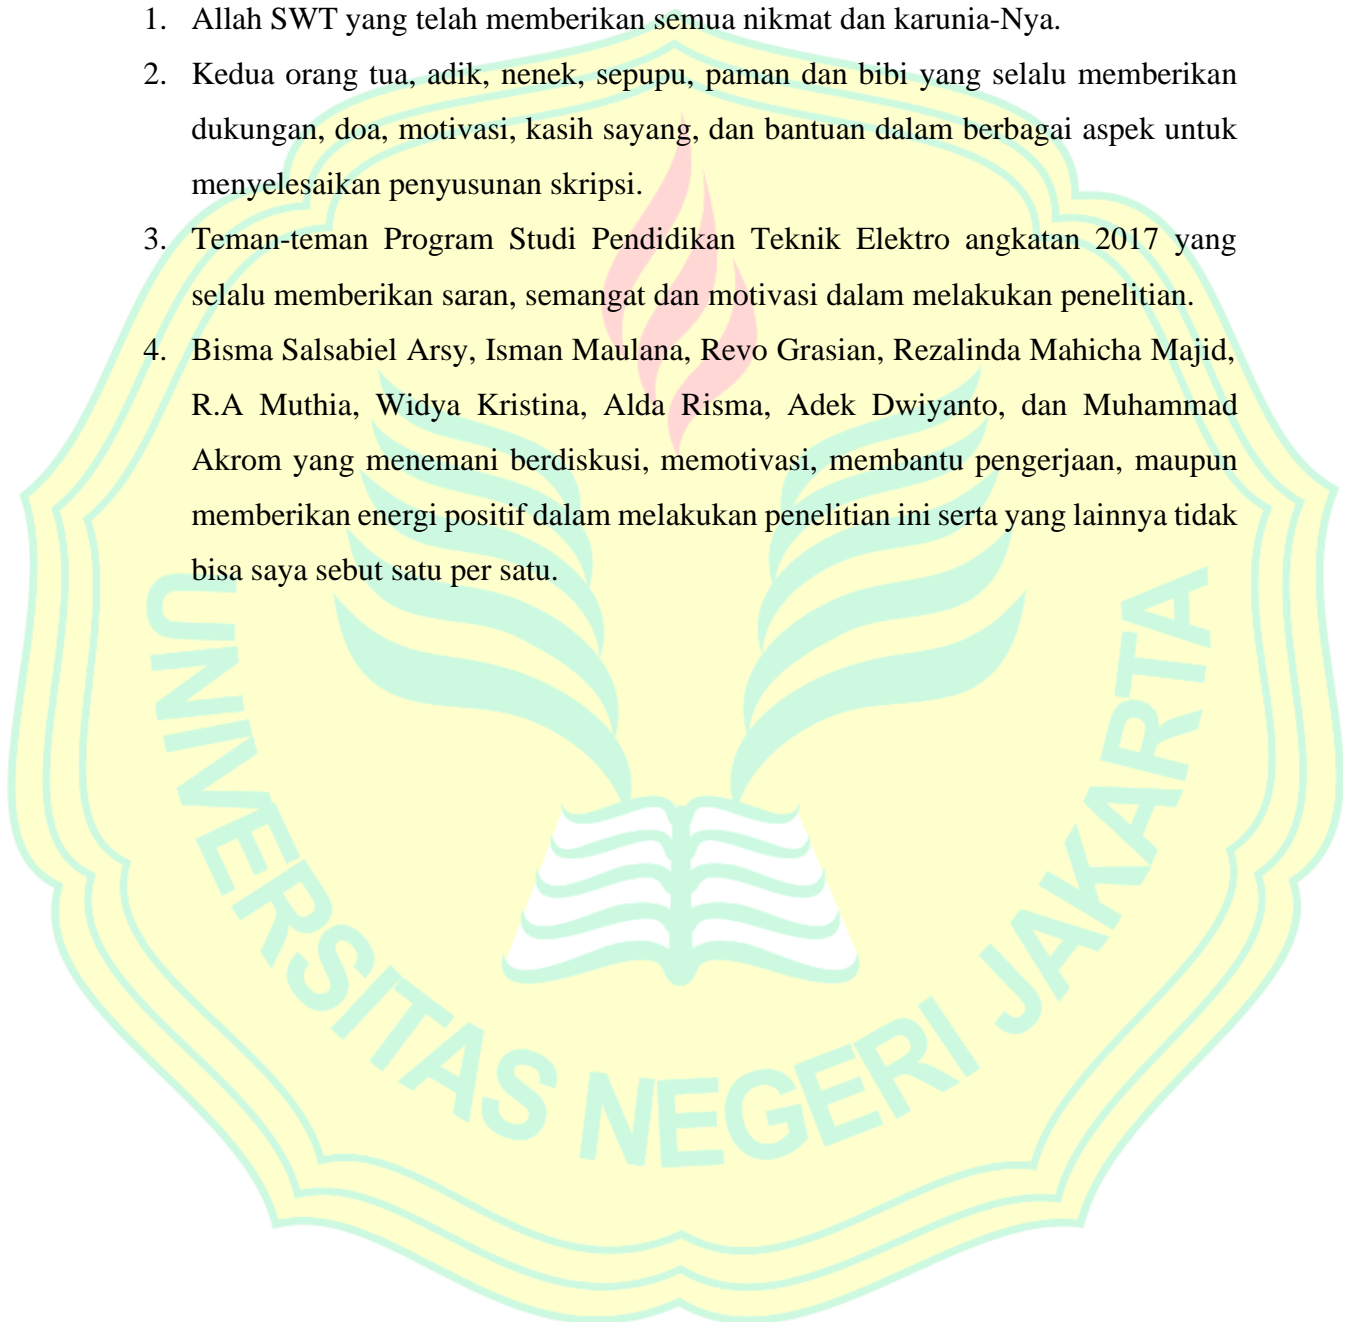 1. Allah SWT yang telah memberikan semua nikmat dan karunia-Nya.
2. Kedua orang tua, adik, nenek, sepupu, paman dan bibi yang selalu memberikan
dukungan, doa, motivasi, kasih sayang, dan bantuan dalam berbagai aspek untuk
menyelesaikan penyusunan skripsi.
3. Teman-teman Program Studi Pendidikan Teknik Elektro angkatan 2017 yang
selalu memberikan saran, semangat dan motivasi dalam melakukan penelitian.
4. Bisma Salsabiel Arsy, Isman Maulana, Revo Grasian, Rezalinda Mahicha Majid,
R.A Muthia, Widya Kristina, Alda Risma, Adek Dwiyanto, dan Muhammad
Akrom yang menemani berdiskusi, memotivasi, membantu pengerjaan, maupun
memberikan energi positif dalam melakukan penelitian ini serta yang lainnya tidak
bisa saya sebut satu per satu.
UNIVERSITAS NEGERI JAKARTA